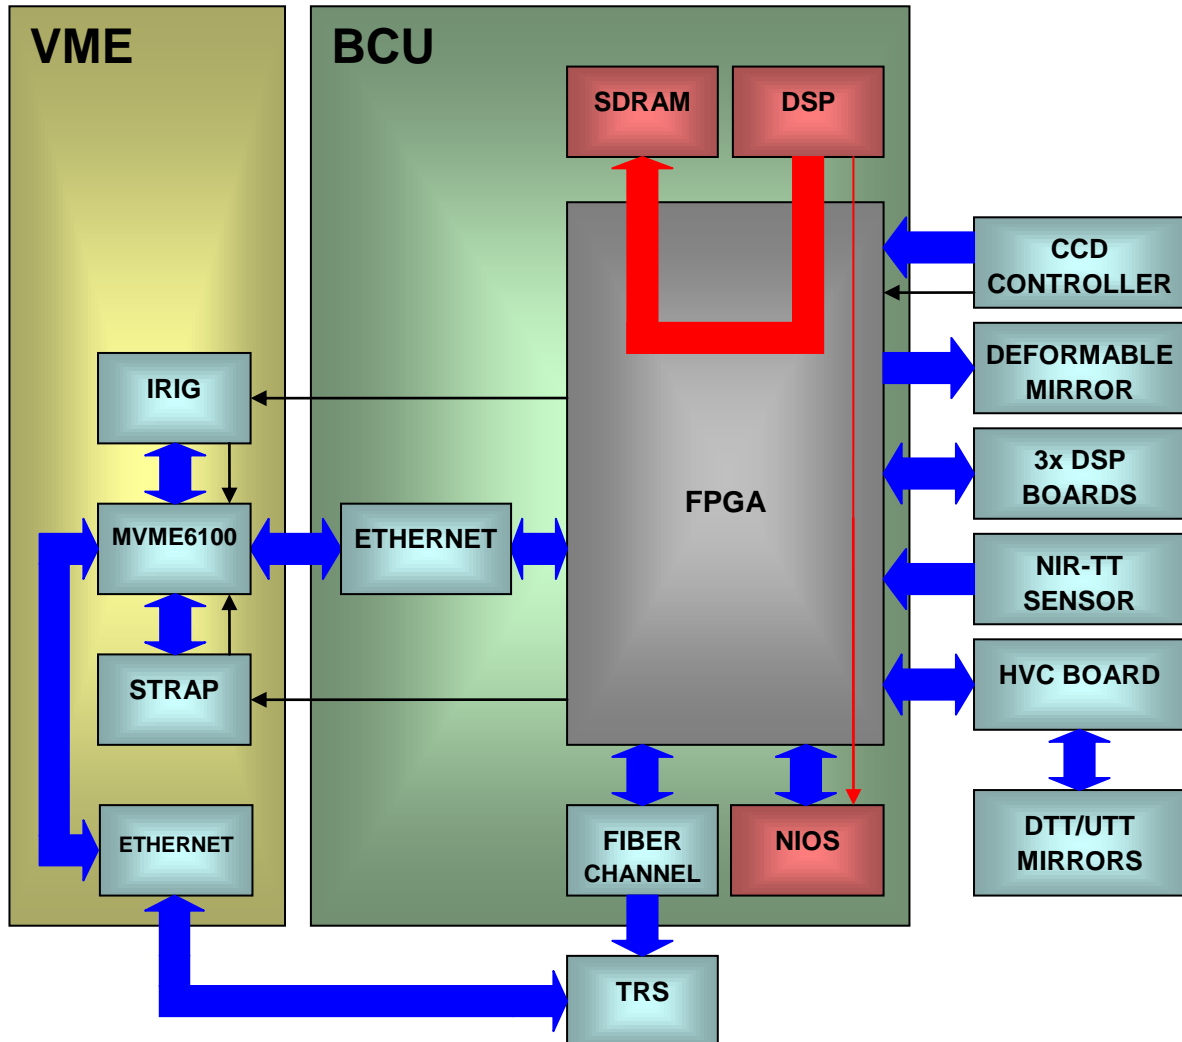 VME
BCU
SDRAM
DSP
CCD
CONTROLLER
DEFORMABLE
MIRROR
IRIG
3x DSP
BOARDS
FPGA
MVME6100
ETHERNET
NIR-TT
SENSOR
STRAP
HVC BOARD
ETHERNET
FIBER
CHANNEL
NIOS
DTT/UTT
MIRRORS
TRS